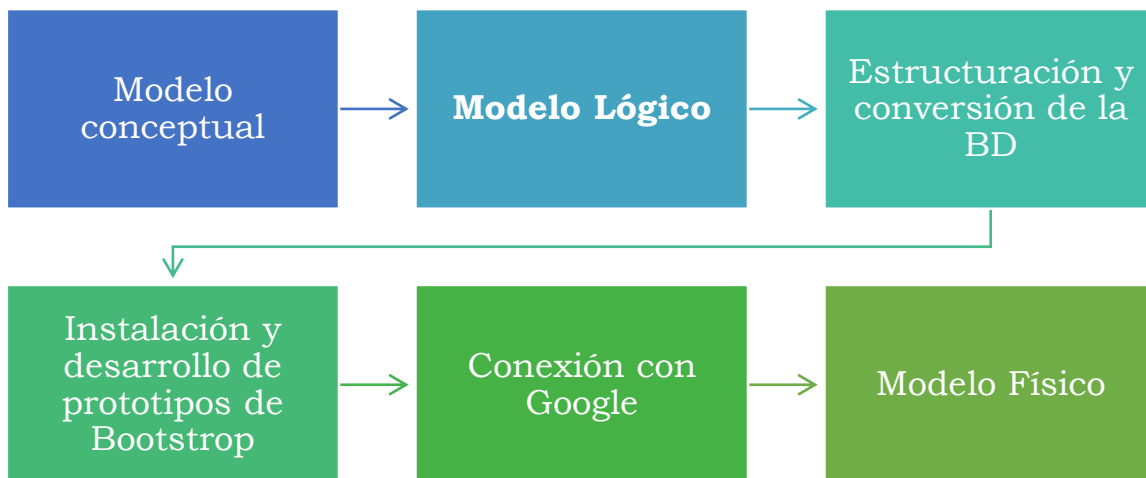 Modelo
conceptual
Modelo Lógico
Estructuración y
conversión de la
BD
Instalación y
desarrollo de
prototipos de
Bootstrop
Conexión con
Google
Modelo Físico